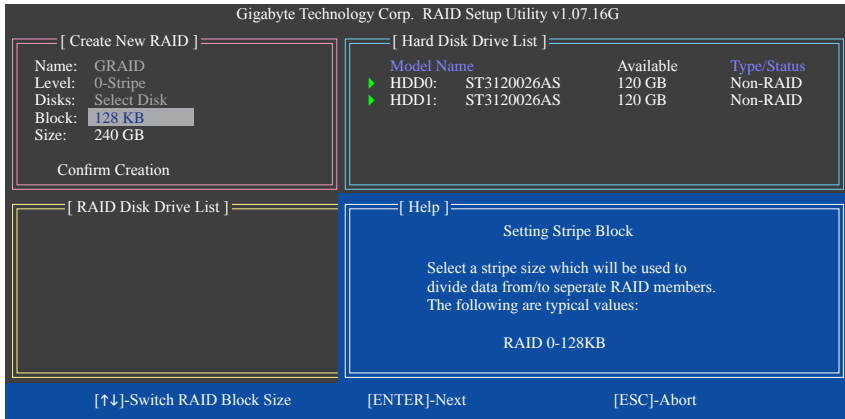 Gigabyte Technology Corp. RAID Setup Utility v1.07.16G
[ Create New RAID ]
Name: GRAID
Level: 0-Stripe
Disks: Select Disk
Block: 128 KB
Size: 240 GB
Confirm Creation
[ Hard Disk Drive List ]
Model Name Available Type/Status
HDD0: ST3120026AS 120 GB Non-RAID
HDD1: ST3120026AS 120 GB Non-RAID
[ RAID Disk Drive List ]
[ Help ]
Setting Stripe Block
Select a stripe size which will be used to
divide data from/to seperate RAID members.
The following are typical values:
RAID 0-128KB
[↑↓]-Switch RAID Block Size [ENTER]-Next [ESC]-Abort